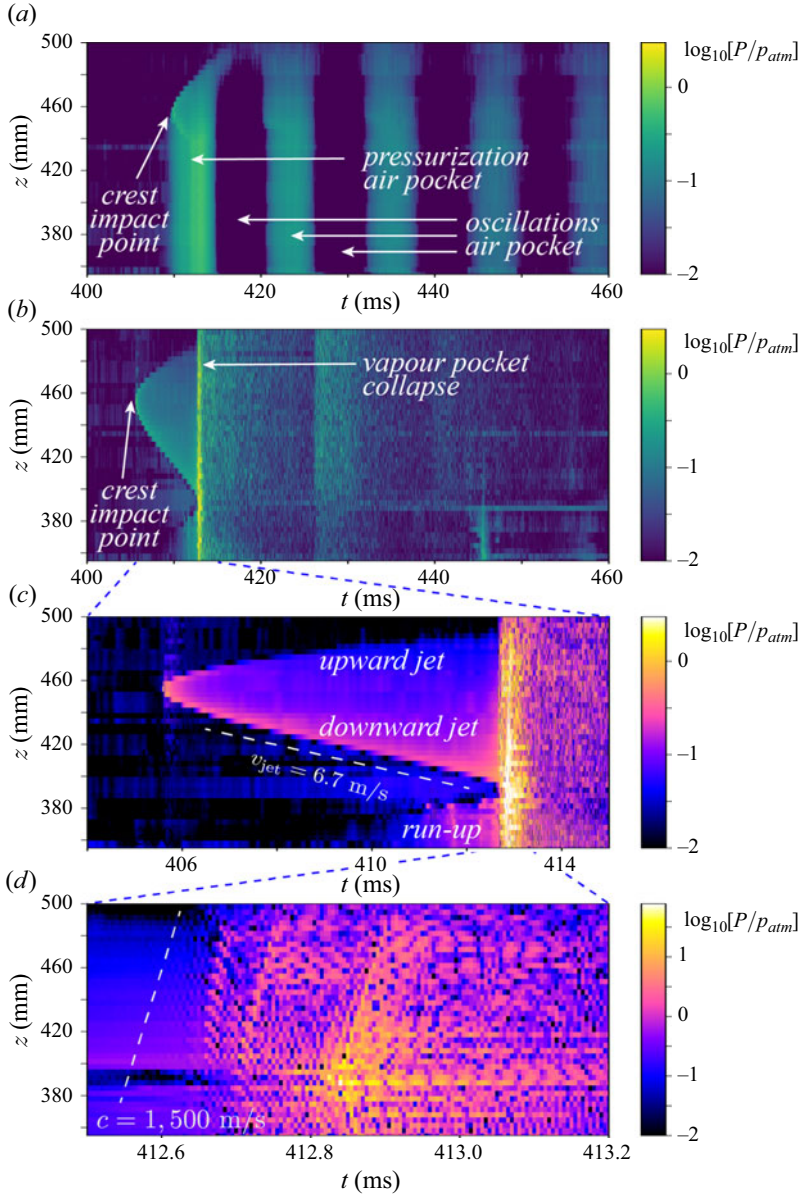 (a)
500
460
420
380
z (mm)
crest
impact
point
pressurization
air pocket
oscillations
air pocket
400
420
440
460
t (ms)
log10[P/patm]
0
–1
–2
(b)
500
460
420
380
z (mm)
crest
impact
point
vapour pocket
collapse
400
420
440
460
t (ms)
log10[P/patm]
0
–1
–2
(c)
500
460
420
380
z (mm)
upward jet
downward jet
vjet = 6.7 m/s
run-up
406
410
414
t (ms)
log10[P/patm]
0
–1
–2
(d)
500
460
420
380
z (mm)
c = 1,500 m/s
412.6
412.8
413.0
413.2
t (ms)
log10[P/patm]
1
0
–1
–2